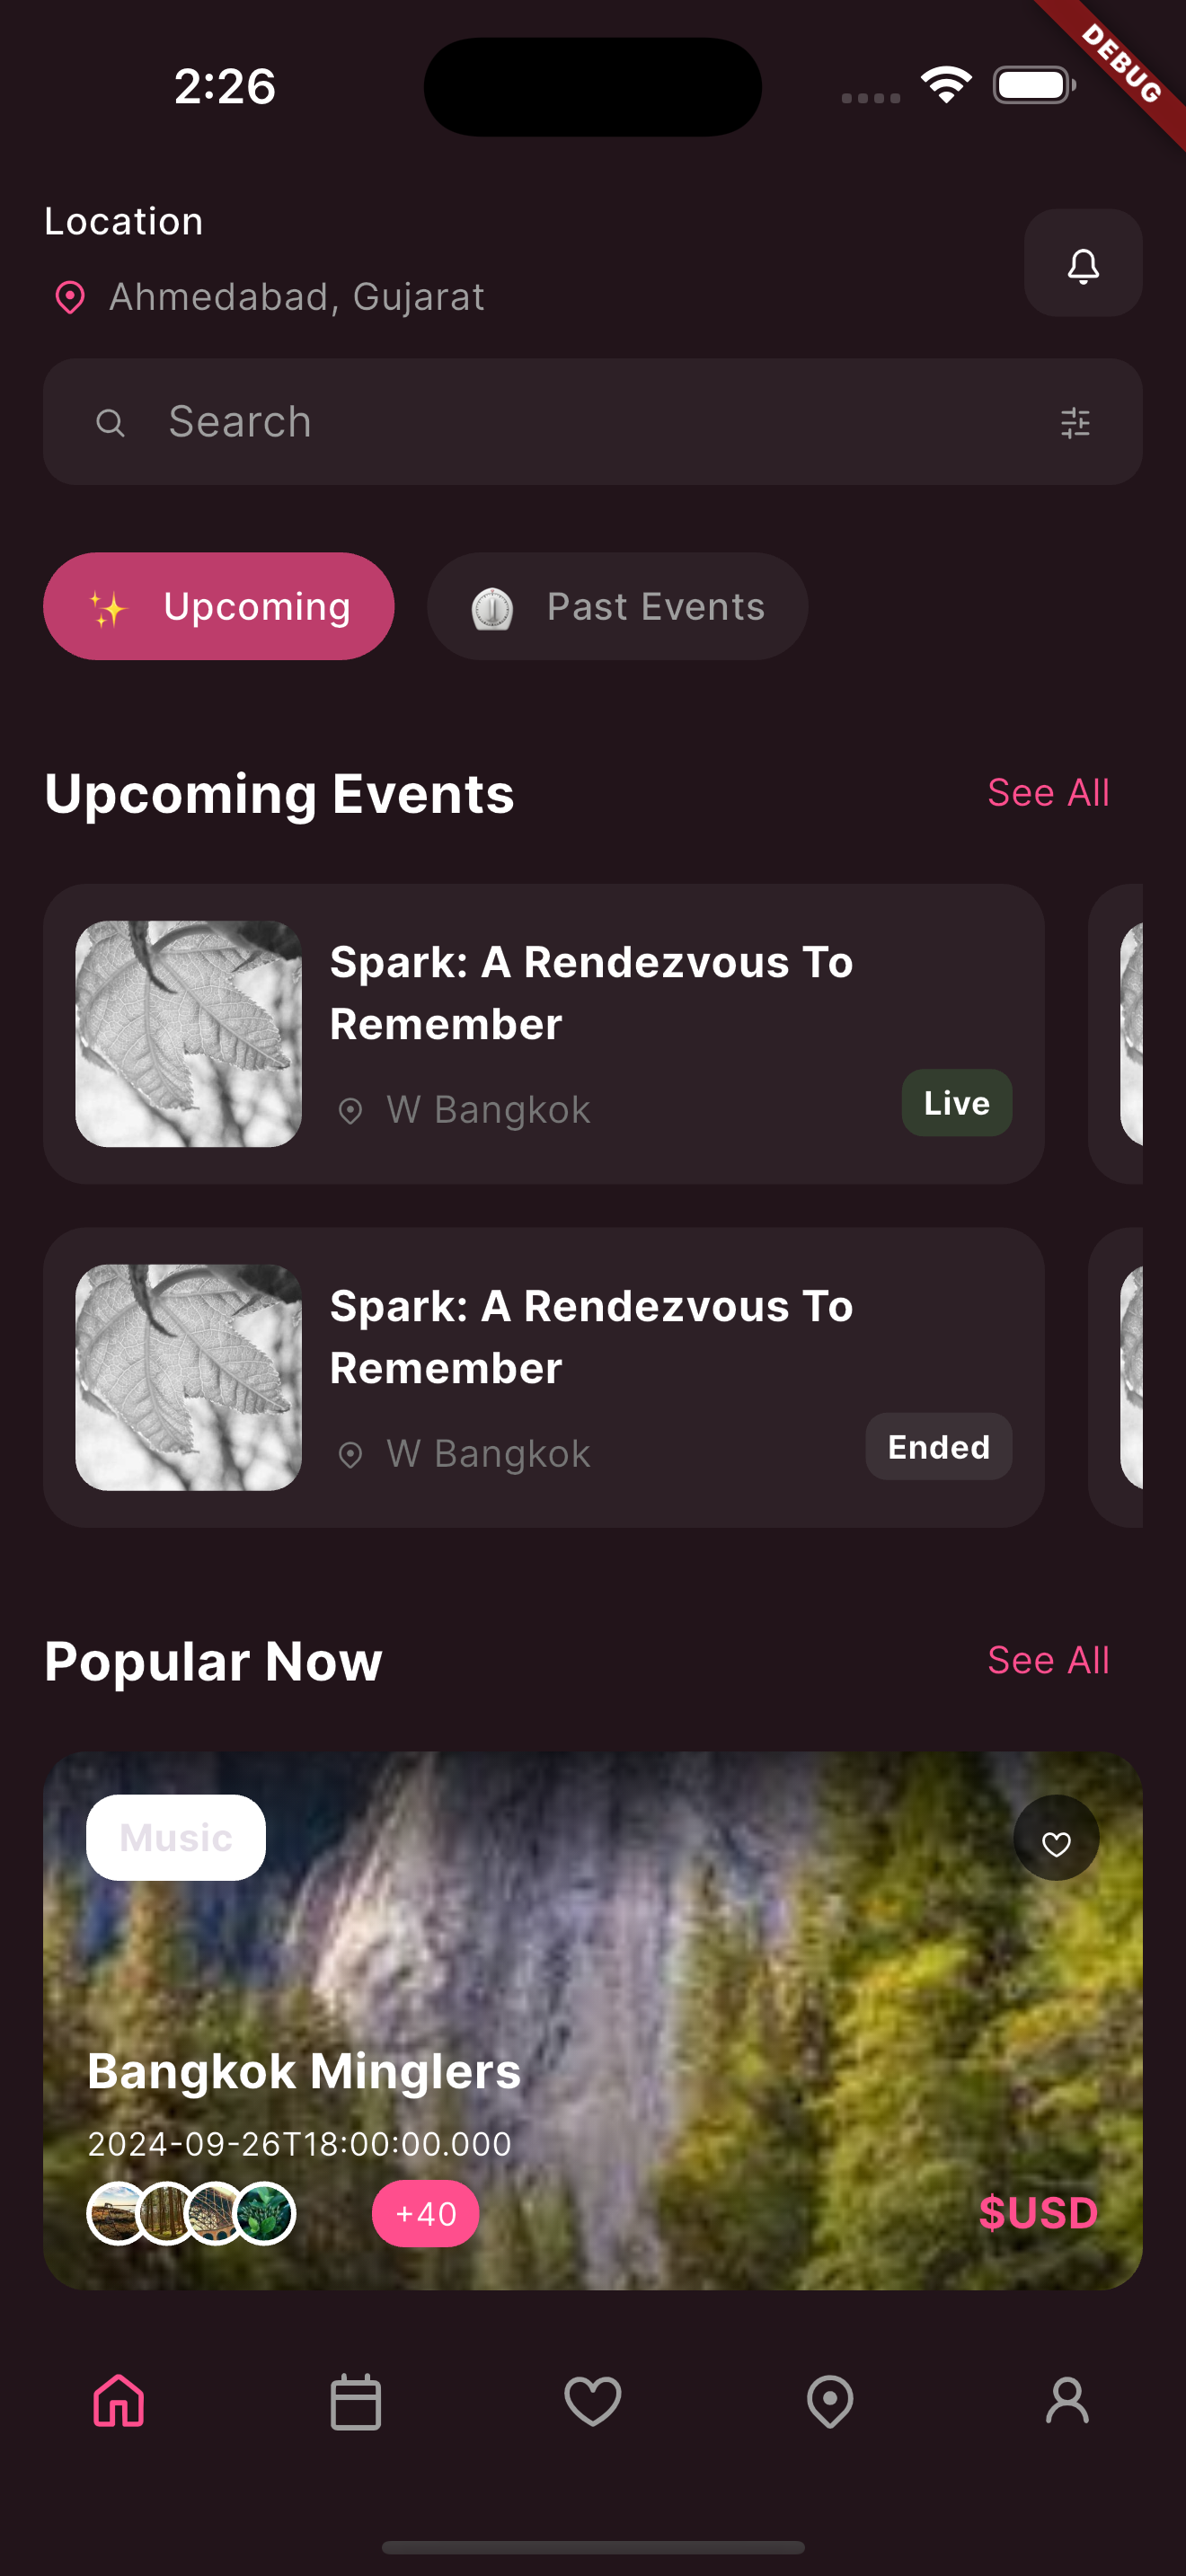 2:26
DEBUG
Location
Ahmedabad, Gujarat
Search
Upcoming
Past Events
Upcoming Events
See All
Spark: A Rendezvous To
Remember
W Bangkok
Live
Spark: A Rendezvous To
Remember
W Bangkok
Ended
Popular Now
See All
Music
Bangkok Minglers
2024-09-26T18:00:00.000
+40
$USD